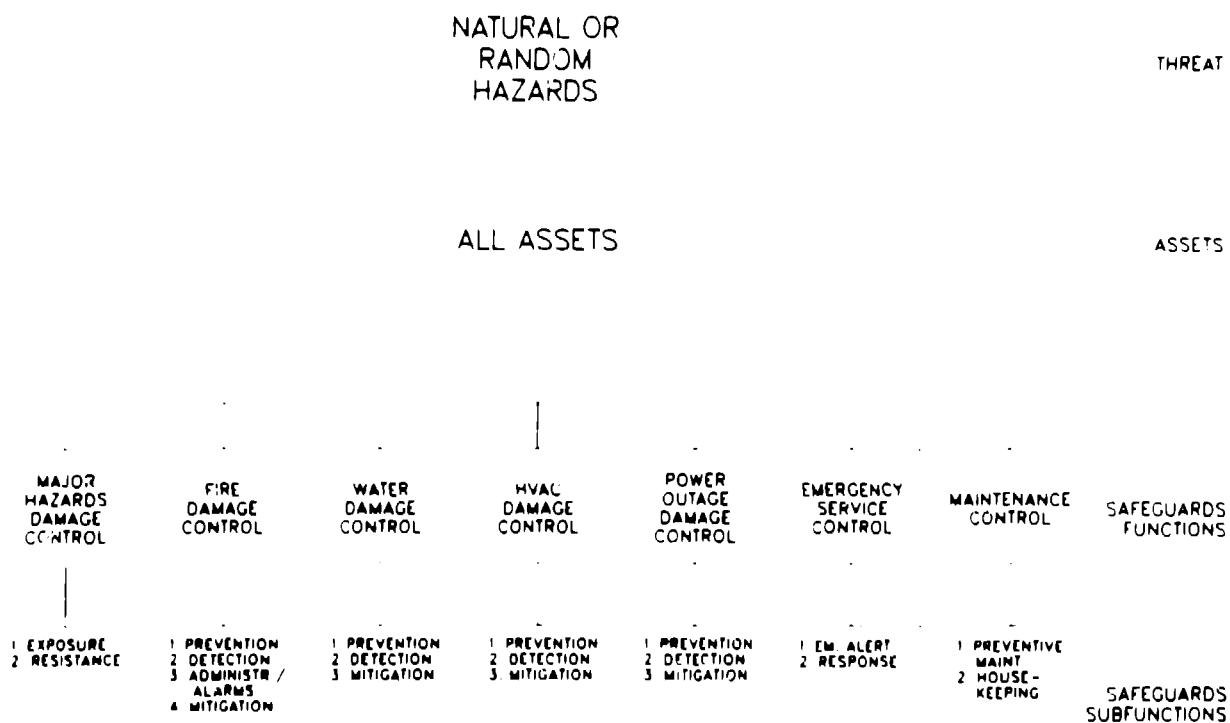 NATURAL OR
RANDOM
HAZARDS
THREAT
ALL ASSETS
ASSETS
MAJOR
HAZARDS
DAMAGE
CONTROL
FIRE
DAMAGE
CONTROL
WATER
DAMAGE
CONTROL
HVAC
DAMAGE
CONTROL
POWER
OUTAGE
DAMAGE
CONTROL
EMERGENCY
SERVICE
CONTROL
MAINTENANCE
CONTROL
SAFEGUARDS
FUNCTIONS
1 EXPOSURE
2 RESISTANCE
1 PREVENTION
2 DETECTION
3 ADMINISTR /
ALARMS
4 MITIGATION
1 PREVENTION
2 DETECTION
3 MITIGATION
1 PREVENTION
2 DETECTION
3. MITIGATION
1 PREVENTION
2 DETECTION
3 MITIGATION
1 EM. ALERT
2 RESPONSE
1 PREVENTIVE
MAINT
2 HOUSE-
KEEPING
SAFEGUARDS
SUBFUNCTIONS